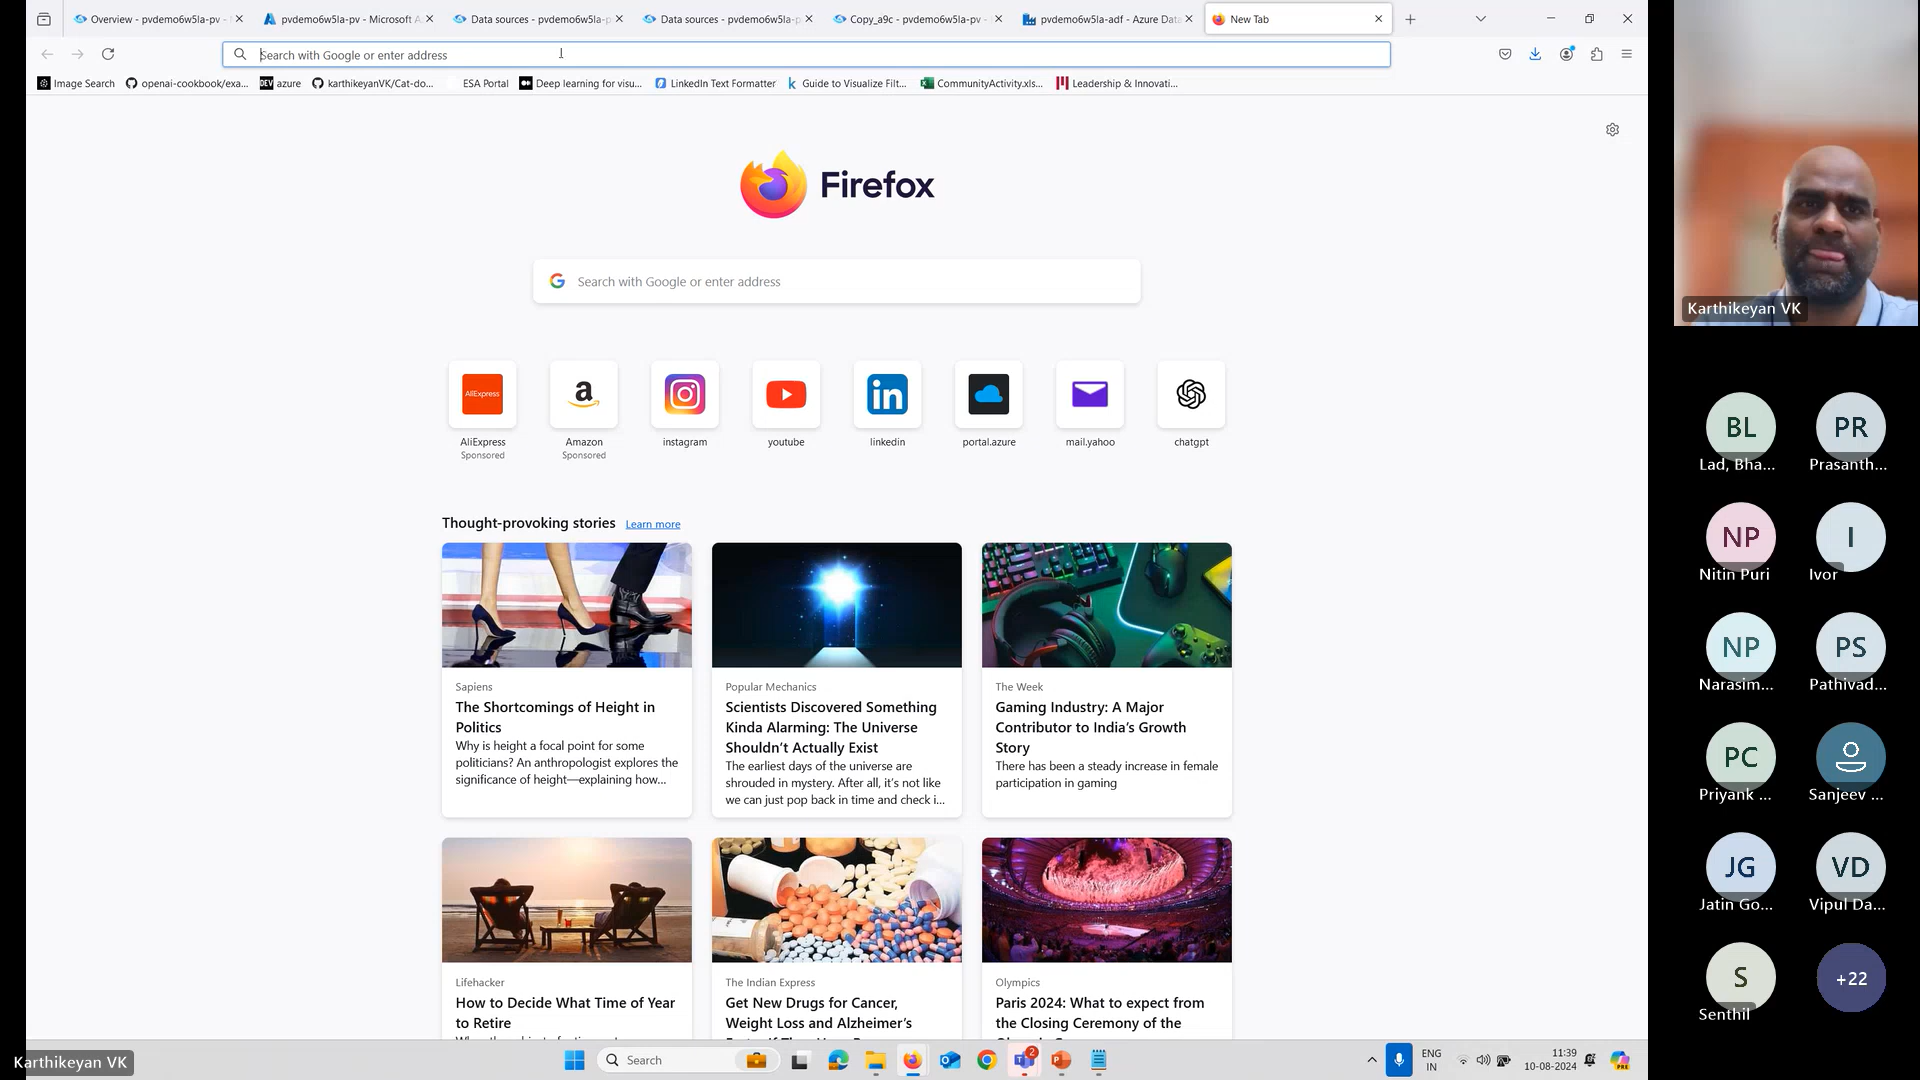 Overview - pvdemo6w5la-pv -
pvdemo6w5la-pv - Microsoft A
Data sources - pvdemo6w5la-p
Data sources - pvdemo6w5la-p
Copy_a9c - pvdemo6w5la-pv -
pvdemo6w5la-adf - Azure Data
New Tab
Search with Google or enter address
Image Search
openai-cookbook/exa...
DEV azure
karthikeyanVK/Cat-do...
ESA Portal
Deep learning for visu...
LinkedIn Text Formatter
Guide to Visualize Filt...
CommunityActivity.xls...
Leadership & Innovati...
Firefox
Search with Google or enter address
AliExpress
AliExpress
Sponsored
Amazon
Sponsored
instagram
youtube
linkedin
portal.azure
mail.yahoo
chatgpt
Thought-provoking stories Learn more
Sapiens
The Shortcomings of Height in
Politics
Why is height a focal point for some
politicians? An anthropologist explores the
significance of height—explaining how...
Popular Mechanics
Scientists Discovered Something
Kinda Alarming: The Universe
Shouldn't Actually Exist
The earliest days of the universe are
shrouded in mystery. After all, it's not like
we can just pop back in time and check i...
The Week
Gaming Industry: A Major
Contributor to India's Growth
Story
There has been a steady increase in female
participation in gaming
Lifehacker
How to Decide What Time of Year
to Retire
The Indian Express
Get New Drugs for Cancer,
Weight Loss and Alzheimer's
Olympics
Paris 2024: What to expect from
the Closing Ceremony of the
Karthikeyan VK
Search
2
ENG
IN
11:39
10-08-2024
Karthikeyan VK
BL
Lad, Bha...
PR
Prasanth...
NP
Nitin Puri
I
Ivor
NP
Narasim...
PS
Pathivad...
PC
Priyank ...
Sanjeev ...
JG
Jatin Go...
VD
Vipul Da...
S
Senthil
+22